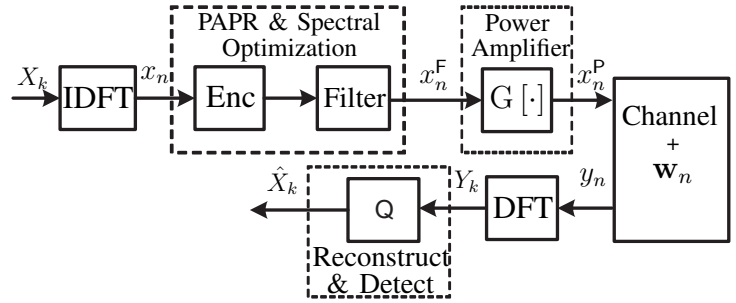 PAPR & Spectral
Optimization
Power
Amplifier
X_k
IDFT
x_n
Enc
Filter
x_n^F
G [·]
x_n^P
Channel
+
w_n
X̂_k
Q
Y_k
DFT
y_n
Reconstruct
& Detect